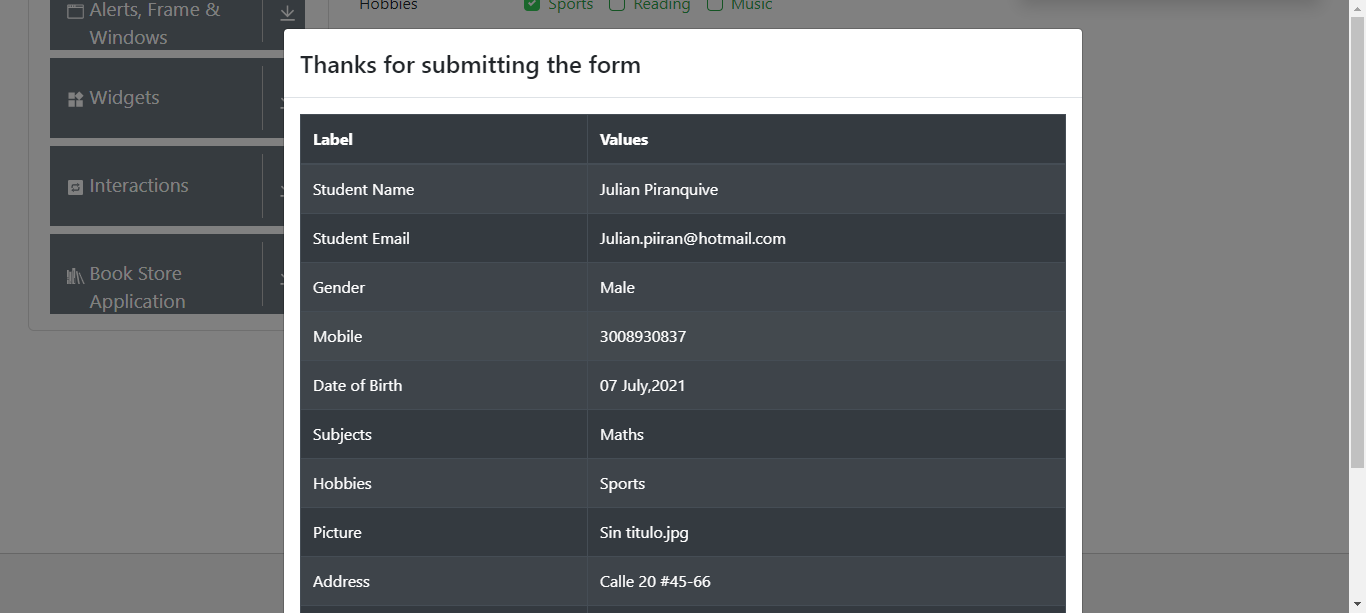 Alerts, Frame &
Windows
Widgets
Interactions
Book Store
Application
Hobbies Sports Reading Music
Thanks for submitting the form
Label Values
Student Name Julian Piranquive
Student Email Julian.piiran@hotmail.com
Gender Male
Mobile 3008930837
Date of Birth 07 July,2021
Subjects Maths
Hobbies Sports
Picture Sin titulo.jpg
Address Calle 20 #45-66